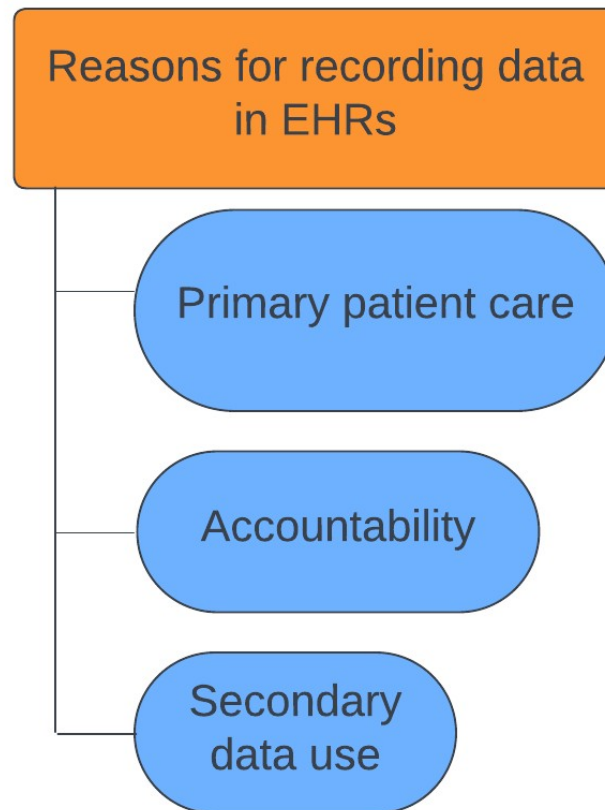 Reasons for recording data
in EHRs
Primary patient care
Accountability
Secondary
data use